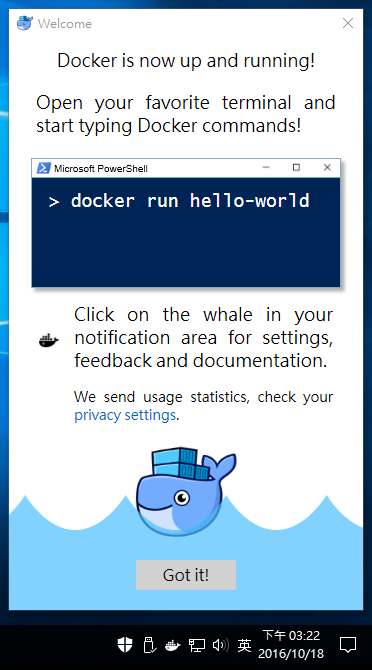 Welcome
Docker is now up and running!
Open your favorite terminal and
start typing Docker commands!
Microsoft PowerShell
> docker run hello-world
Click on the whale in your
notification area for settings,
feedback and documentation.
We send usage statistics, check your
privacy settings.
Got it!
英
下午 03:22
2016/10/18